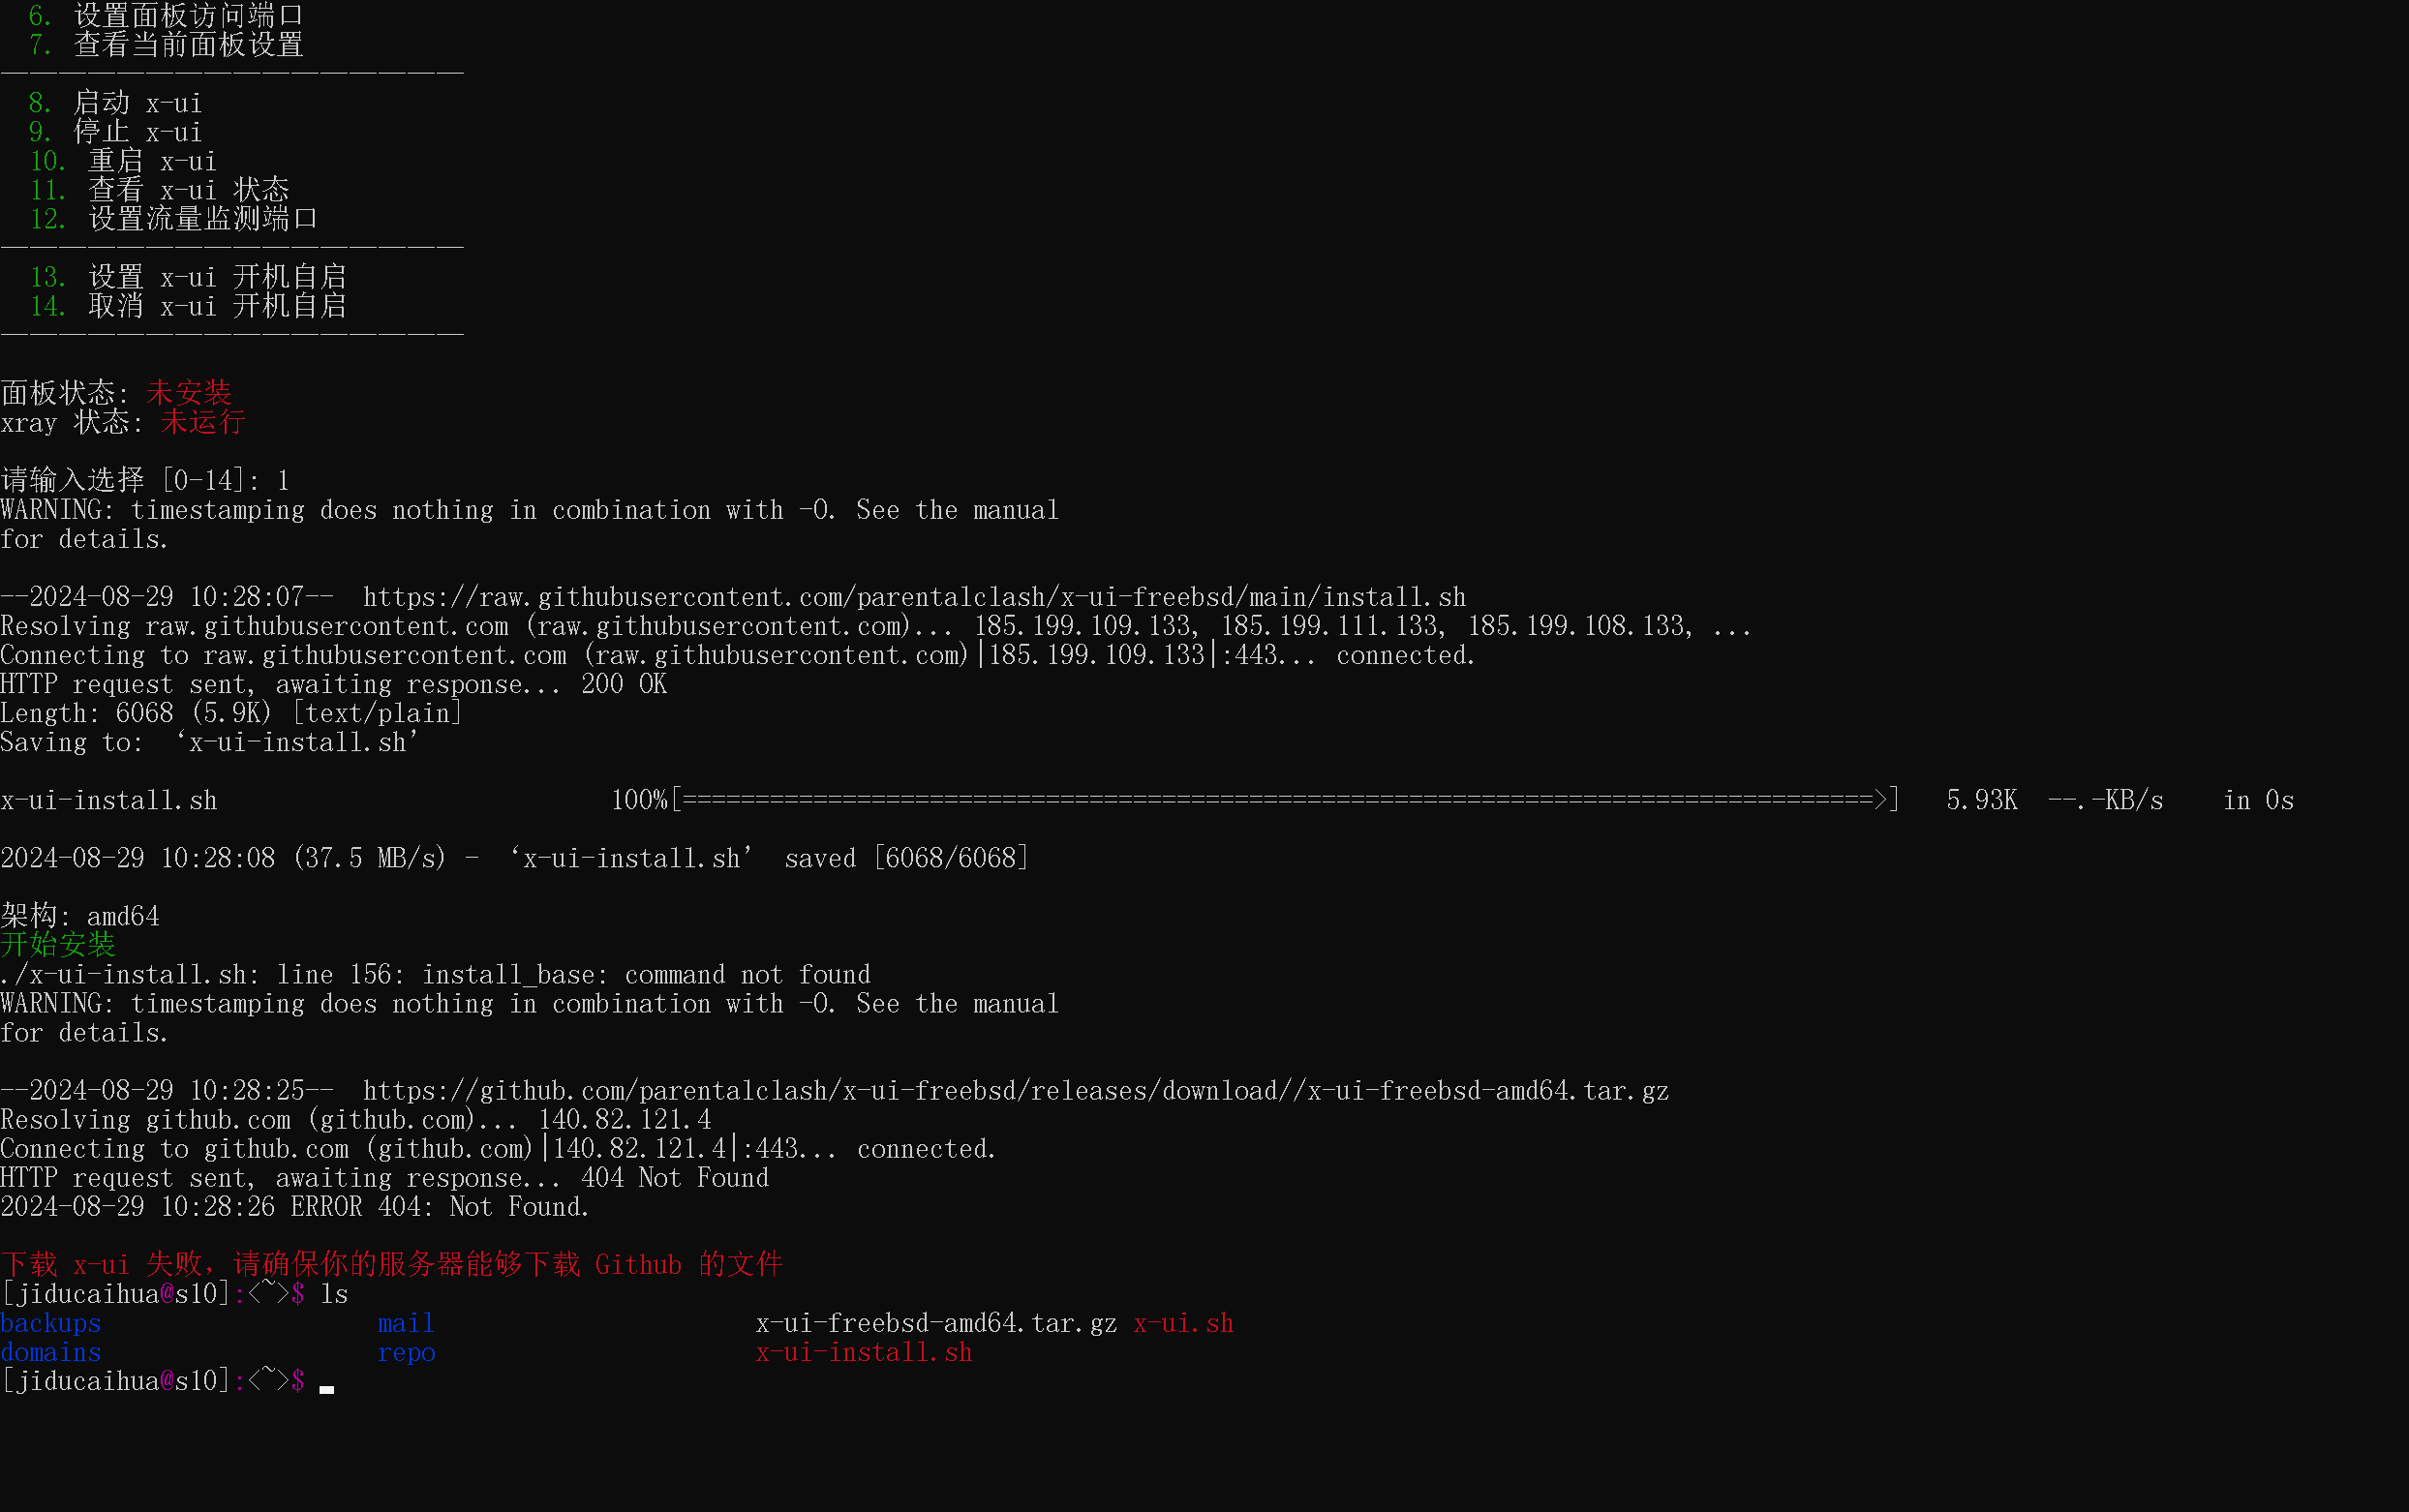 6. 设置面板访问端口
7. 查看当前面板设置
————————————————
8. 启动 x-ui
9. 停止 x-ui
10. 重启 x-ui
11. 查看 x-ui 状态
12. 设置流量监测端口
————————————————
13. 设置 x-ui 开机自启
14. 取消 x-ui 开机自启
————————————————
面板状态: 未安装
xray 状态: 未运行
请输入选择 [0-14]: 1
WARNING: timestamping does nothing in combination with -O. See the manual
for details.
--2024-08-29 10:28:07--  https://raw.githubusercontent.com/parentalclash/x-ui-freebsd/main/install.sh
Resolving raw.githubusercontent.com (raw.githubusercontent.com)... 185.199.109.133, 185.199.111.133, 185.199.108.133, ...
Connecting to raw.githubusercontent.com (raw.githubusercontent.com)|185.199.109.133|:443... connected.
HTTP request sent, awaiting response... 200 OK
Length: 6068 (5.9K) [text/plain]
Saving to: ‘x-ui-install.sh’
x-ui-install.sh 100%[==================================================================================>] 5.93K --.-KB/s in 0s
2024-08-29 10:28:08 (37.5 MB/s) - ‘x-ui-install.sh’ saved [6068/6068]
架构: amd64
开始安装
./x-ui-install.sh: line 156: install_base: command not found
WARNING: timestamping does nothing in combination with -O. See the manual
for details.
--2024-08-29 10:28:25--  https://github.com/parentalclash/x-ui-freebsd/releases/download//x-ui-freebsd-amd64.tar.gz
Resolving github.com (github.com)... 140.82.121.4
Connecting to github.com (github.com)|140.82.121.4|:443... connected.
HTTP request sent, awaiting response... 404 Not Found
2024-08-29 10:28:26 ERROR 404: Not Found.
下载 x-ui 失败，请确保你的服务器能够下载 Github 的文件
[jiducaihua@s10]:<~>$ ls
backups mail x-ui-freebsd-amd64.tar.gz x-ui.sh
domains repo x-ui-install.sh
[jiducaihua@s10]:<~>$